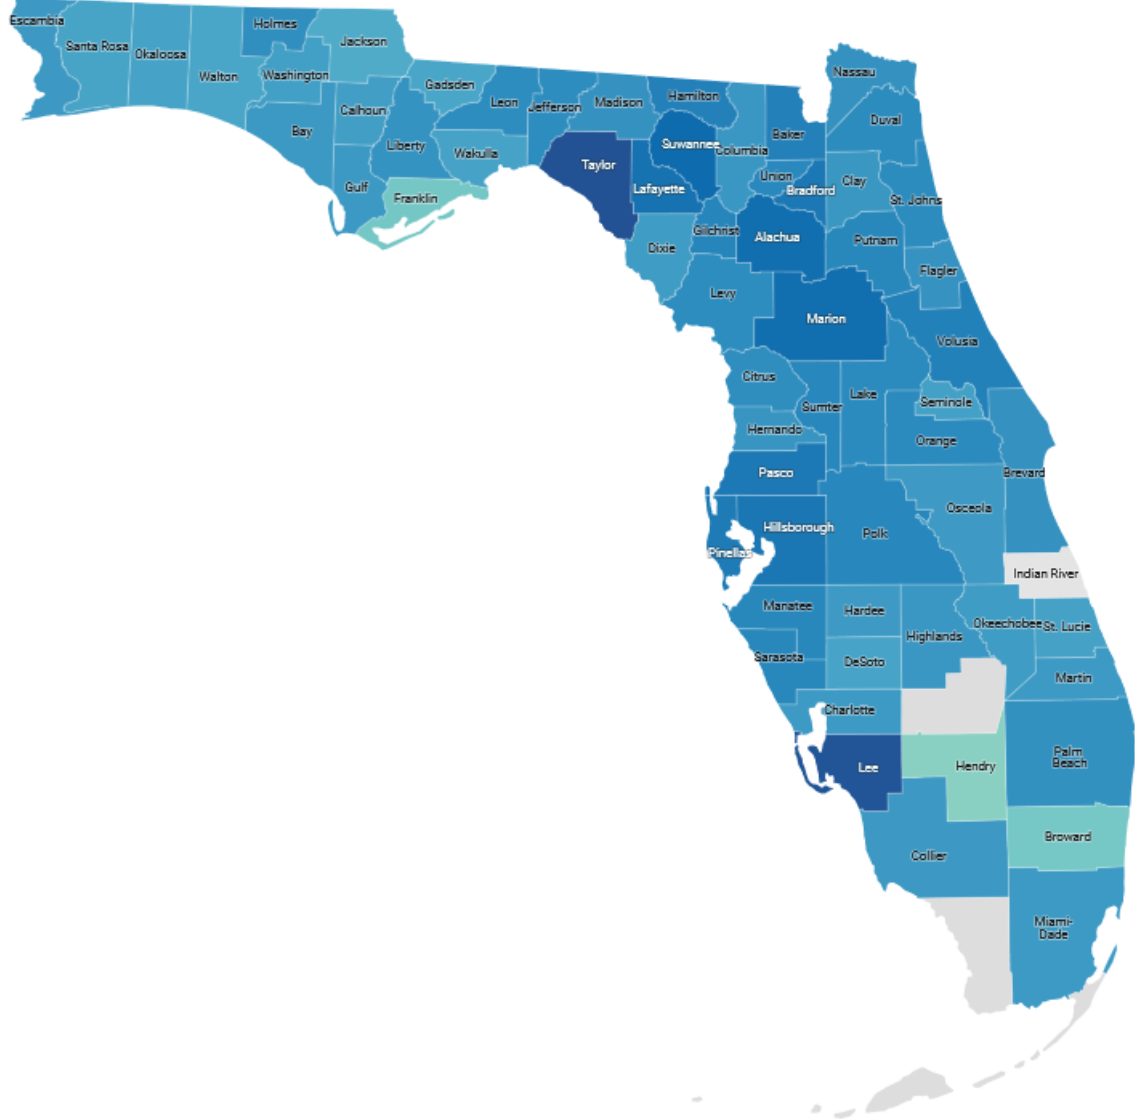 Escambia
Santa Rosa
Okaloosa
Walton
Holmes
Washington
Jackson
Bay
Calhoun
Gulf
Liberty
Gadsden
Franklin
Leon
Wakulla
Jefferson
Madison
Taylor
Hamilton
Suwannee
Lafayette
Dixie
Columbia
Baker
Union
Bradford
Gilchrist
Alachua
Levy
Marion
Nassau
Duval
Clay
St. Johns
Putnam
Flagler
Volusia
Citrus
Sumter
Lake
Hernando
Pasco
Seminole
Orange
Brevard
Osceola
Hillsborough
Pinellas
Polk
Indian River
Manatee
Hardee
Highlands
Okeechobee
St. Lucie
Sarasota
DeSoto
Martin
Charlotte
Lee
Hendry
Palm
Beach
Broward
Collier
Miami-
Dade